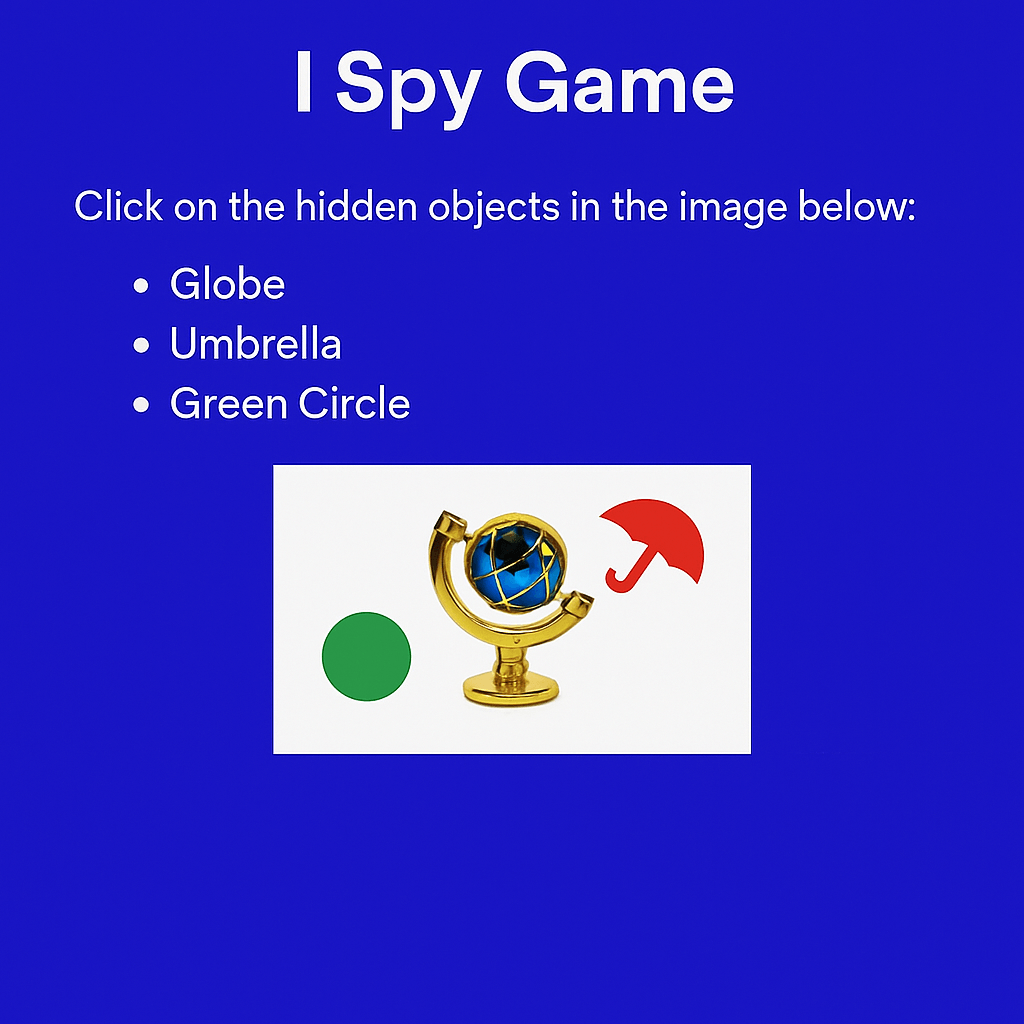 I Spy Game
Click on the hidden objects in the image below:
• Globe
• Umbrella
• Green Circle